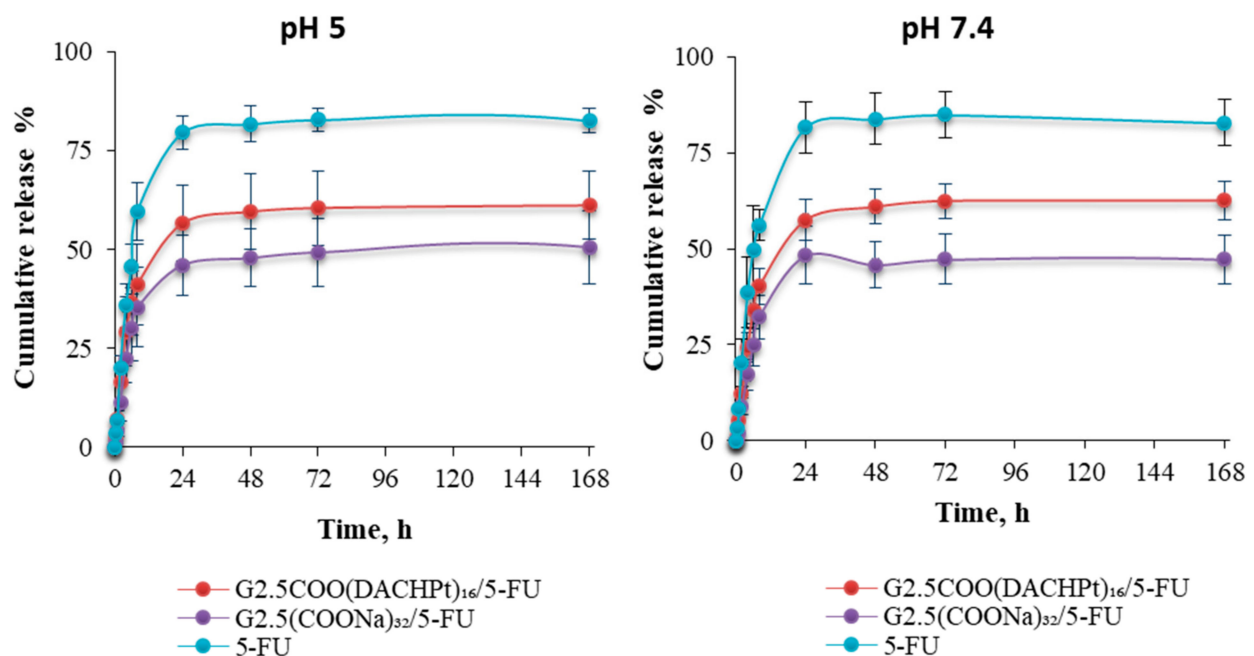 pH 5
100
75
50
25
0
Cumulative release %
0 24 48 72 96 120 144 168
Time, h
G2.5COO(DACHPt)₁₆/5-FU
G2.5(COONa)₃₂/5-FU
5-FU
pH 7.4
100
75
50
25
0
Cumulative release %
0 24 48 72 96 120 144 168
Time, h
G2.5COO(DACHPt)₁₆/5-FU
G2.5(COONa)₃₂/5-FU
5-FU